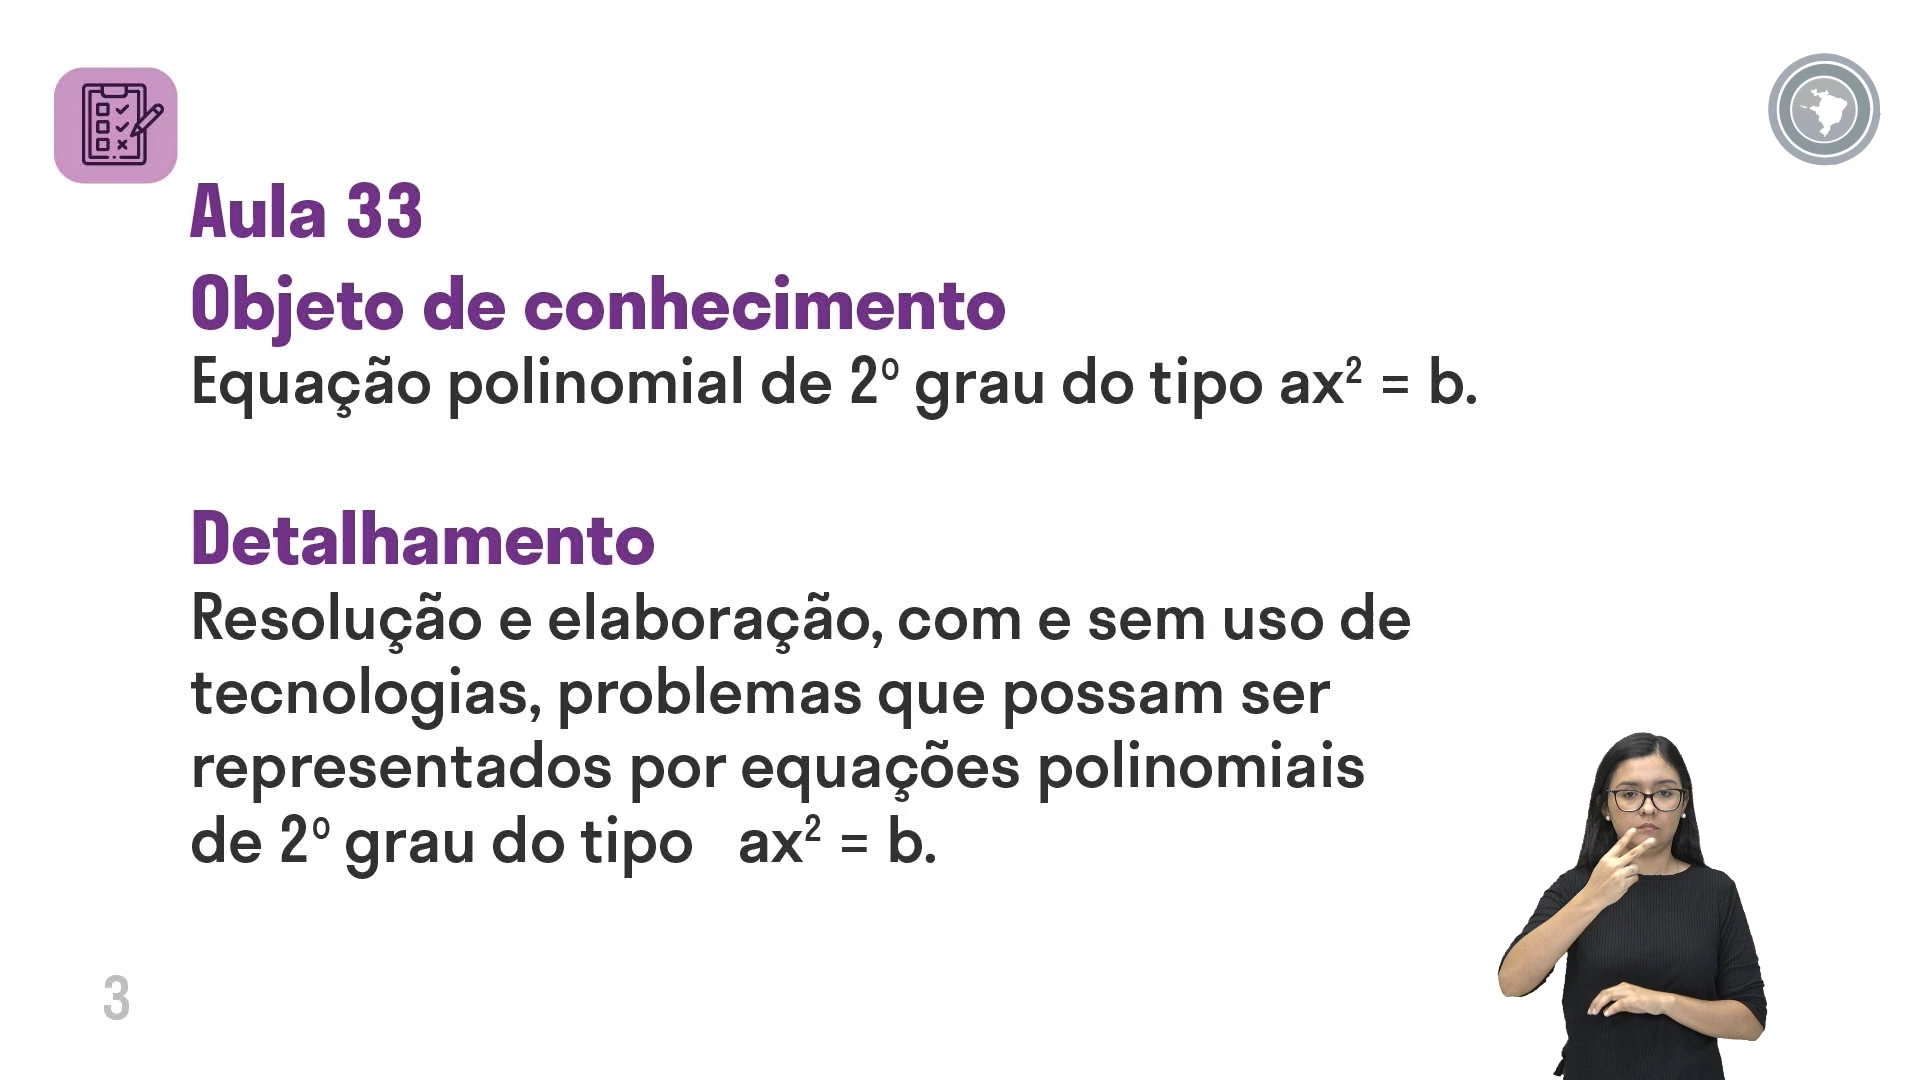 Aula 33
Objeto de conhecimento
Equação polinomial de 2º grau do tipo ax² = b.
Detalhamento
Resolução e elaboração, com e sem uso de
tecnologias, problemas que possam ser
representados por equações polinomiais
de 2º grau do tipo   ax² = b.
3